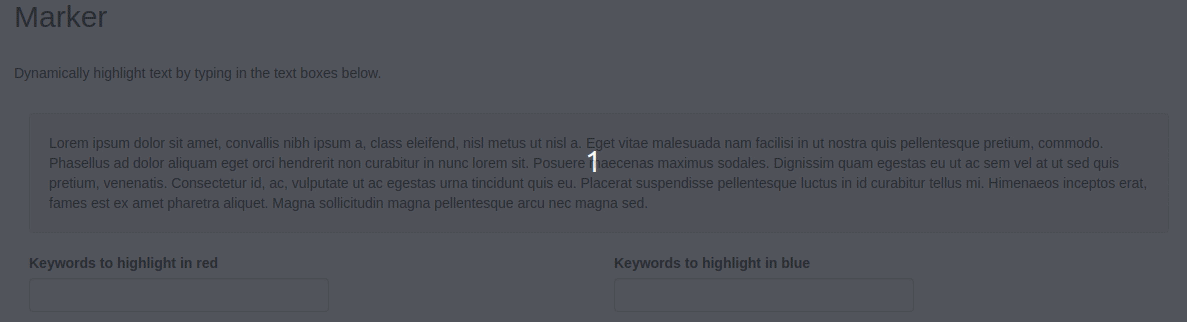 Marker
Dynamically highlight text by typing in the text boxes below.
Lorem ipsum dolor sit amet, convallis nibh ipsum a, class eleifend, nisl metus ut nisl a. Eget vitae malesuada nam facilisi in ut nostra quis pellentesque pretium, commodo.
Phasellus ad dolor aliquam eget orci hendrerit non curabitur in nunc lorem sit. Posuere maecenas maximus sodales. Dignissim quam egestas eu ut ac sem vel at ut sed quis
pretium, venenatis. Consectetur id, ac, vulputate ut ac egestas urna tincidunt quis eu. Placerat suspendisse pellentesque luctus in id curabitur tellus mi. Himenaeos inceptos erat,
fames est ex amet pharetra aliquet. Magna sollicitudin magna pellentesque arcu nec magna sed.
1
Keywords to highlight in red
Keywords to highlight in blue